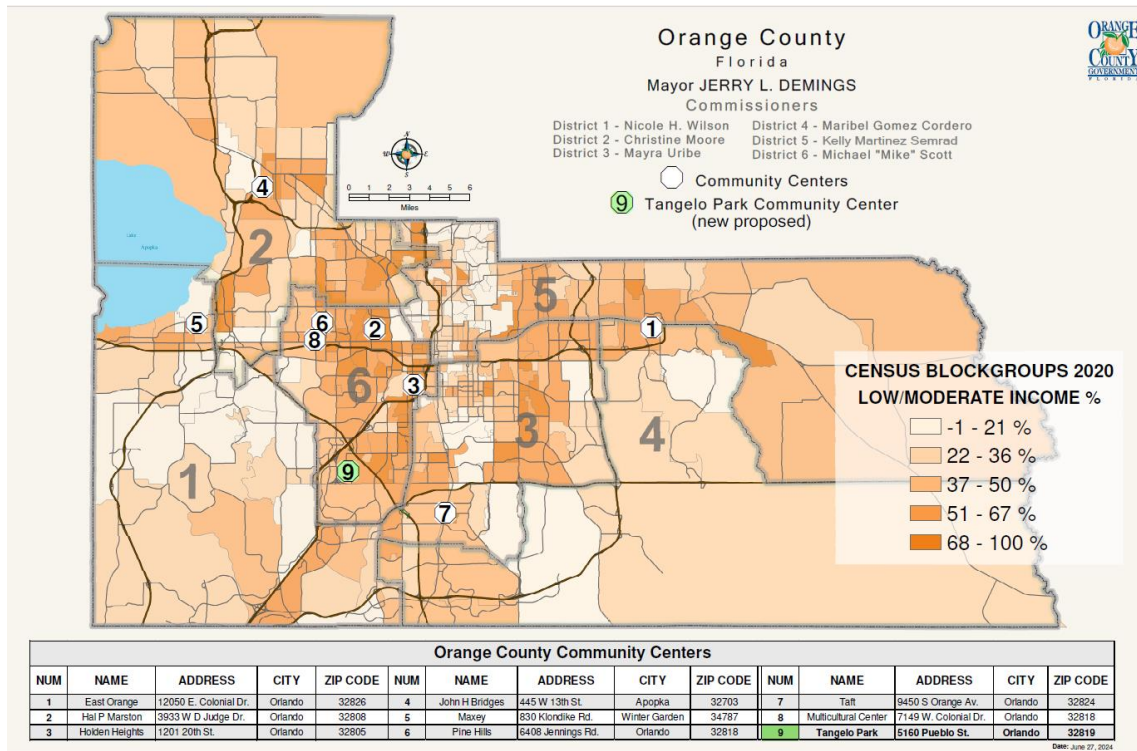 Orange County
Florida
Mayor JERRY L. DEMINGS
Commissioners
District 1 - Nicole H. Wilson District 4 - Maribel Gomez Cordero
District 2 - Christine Moore District 5 - Kelly Martinez Semrad
District 3 - Mayra Uribe District 6 - Michael "Mike" Scott
Community Centers
9 Tangelo Park Community Center
(new proposed)
ORANGE
COUNTY
GOVERNMENT
FLORIDA
N
W E
S
0 1 2 3 4 5 6
Miles
4
2
Lake
Apopka
5
5
6
2
1
8
6
3
3
4
1
9
7
CENSUS BLOCKGROUPS 2020
LOW/MODERATE INCOME %
-1 - 21 %
22 - 36 %
37 - 50 %
51 - 67 %
68 - 100 %
Orange County Community Centers
NUM NAME ADDRESS CITY ZIP CODE NUM NAME ADDRESS CITY ZIP CODE NUM NAME ADDRESS CITY ZIP CODE
1 East Orange 12050 E. Colonial Dr. Orlando 32826 4 John H Bridges 445 W 13th St. Apopka 32703 7 Taft 9450 S Orange Av. Orlando 32824
2 Hal P Marston 3933 W D Judge Dr. Orlando 32808 5 Maxey 830 Klondike Rd. Winter Garden 34787 8 Multicultural Center 7149 W. Colonial Dr. Orlando 32818
3 Holden Heights 1201 20th St. Orlando 32805 6 Pine Hills 6408 Jennings Rd. Orlando 32818 9 Tangelo Park 5160 Pueblo St. Orlando 32819
Date: June 27, 2024